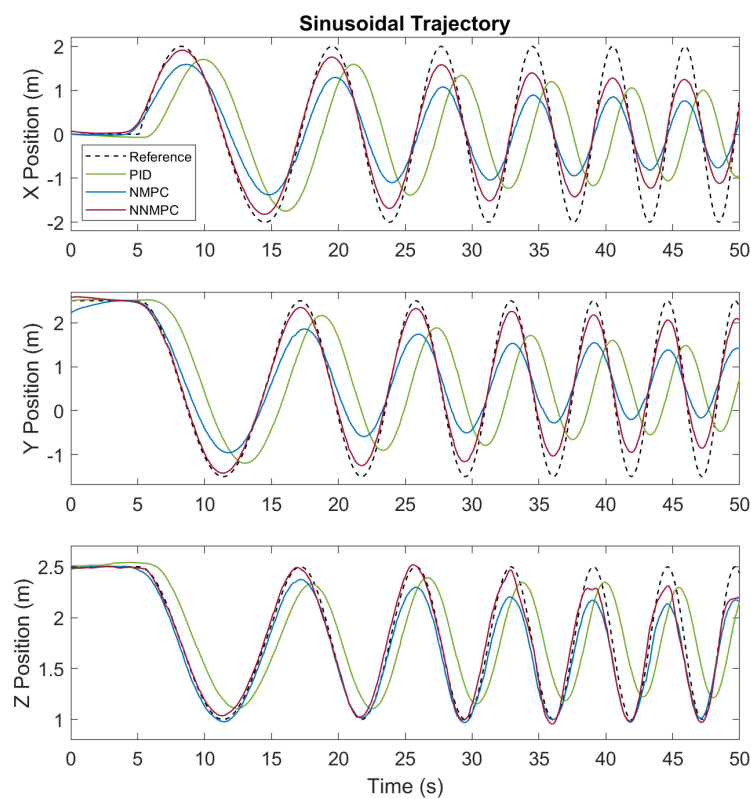 Sinusoidal Trajectory
X Position (m)
2
1
0
-1
-2
Reference
PID
NMPC
NNMPC
0 5 10 15 20 25 30 35 40 45 50
Y Position (m)
2
1
0
-1
0 5 10 15 20 25 30 35 40 45 50
Z Position (m)
2.5
2
1.5
1
0 5 10 15 20 25 30 35 40 45 50
Time (s)